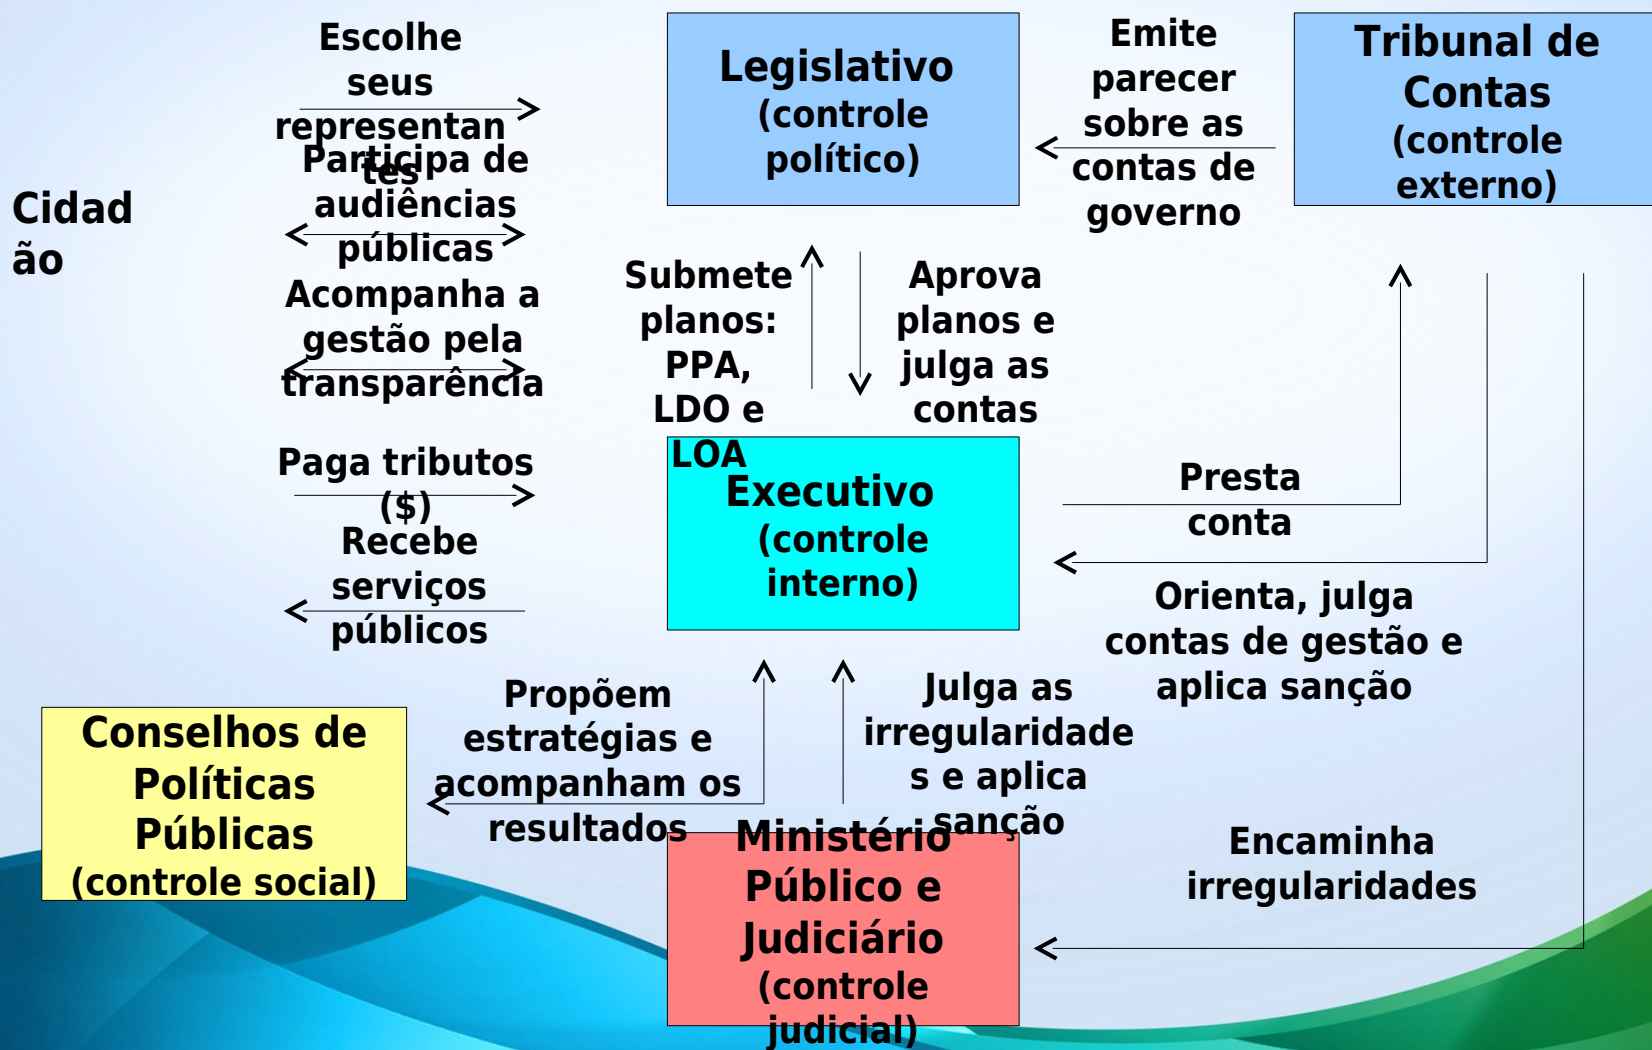 Cidad
ão
Escolhe
seus
representan
tes
Participa de
audiências
públicas
Acompanha a
gestão pela
transparência
Paga tributos
($)
Recebe
serviços
públicos
Legislativo
(controle
político)
Emite
parecer
sobre as
contas de
governo
Tribunal de
Contas
(controle
externo)
Submete
planos:
PPA,
LDO e
LOA
Aprova
planos e
julga as
contas
Executivo
(controle
interno)
Presta
conta
Orienta, julga
contas de gestão e
aplica sanção
Conselhos de
Políticas
Públicas
(controle social)
Propõem
estratégias e
acompanham os
resultados
Julga as
irregularidade
s e aplica
sanção
Ministério
Público e
Judiciário
(controle
judicial)
Encaminha
irregularidades